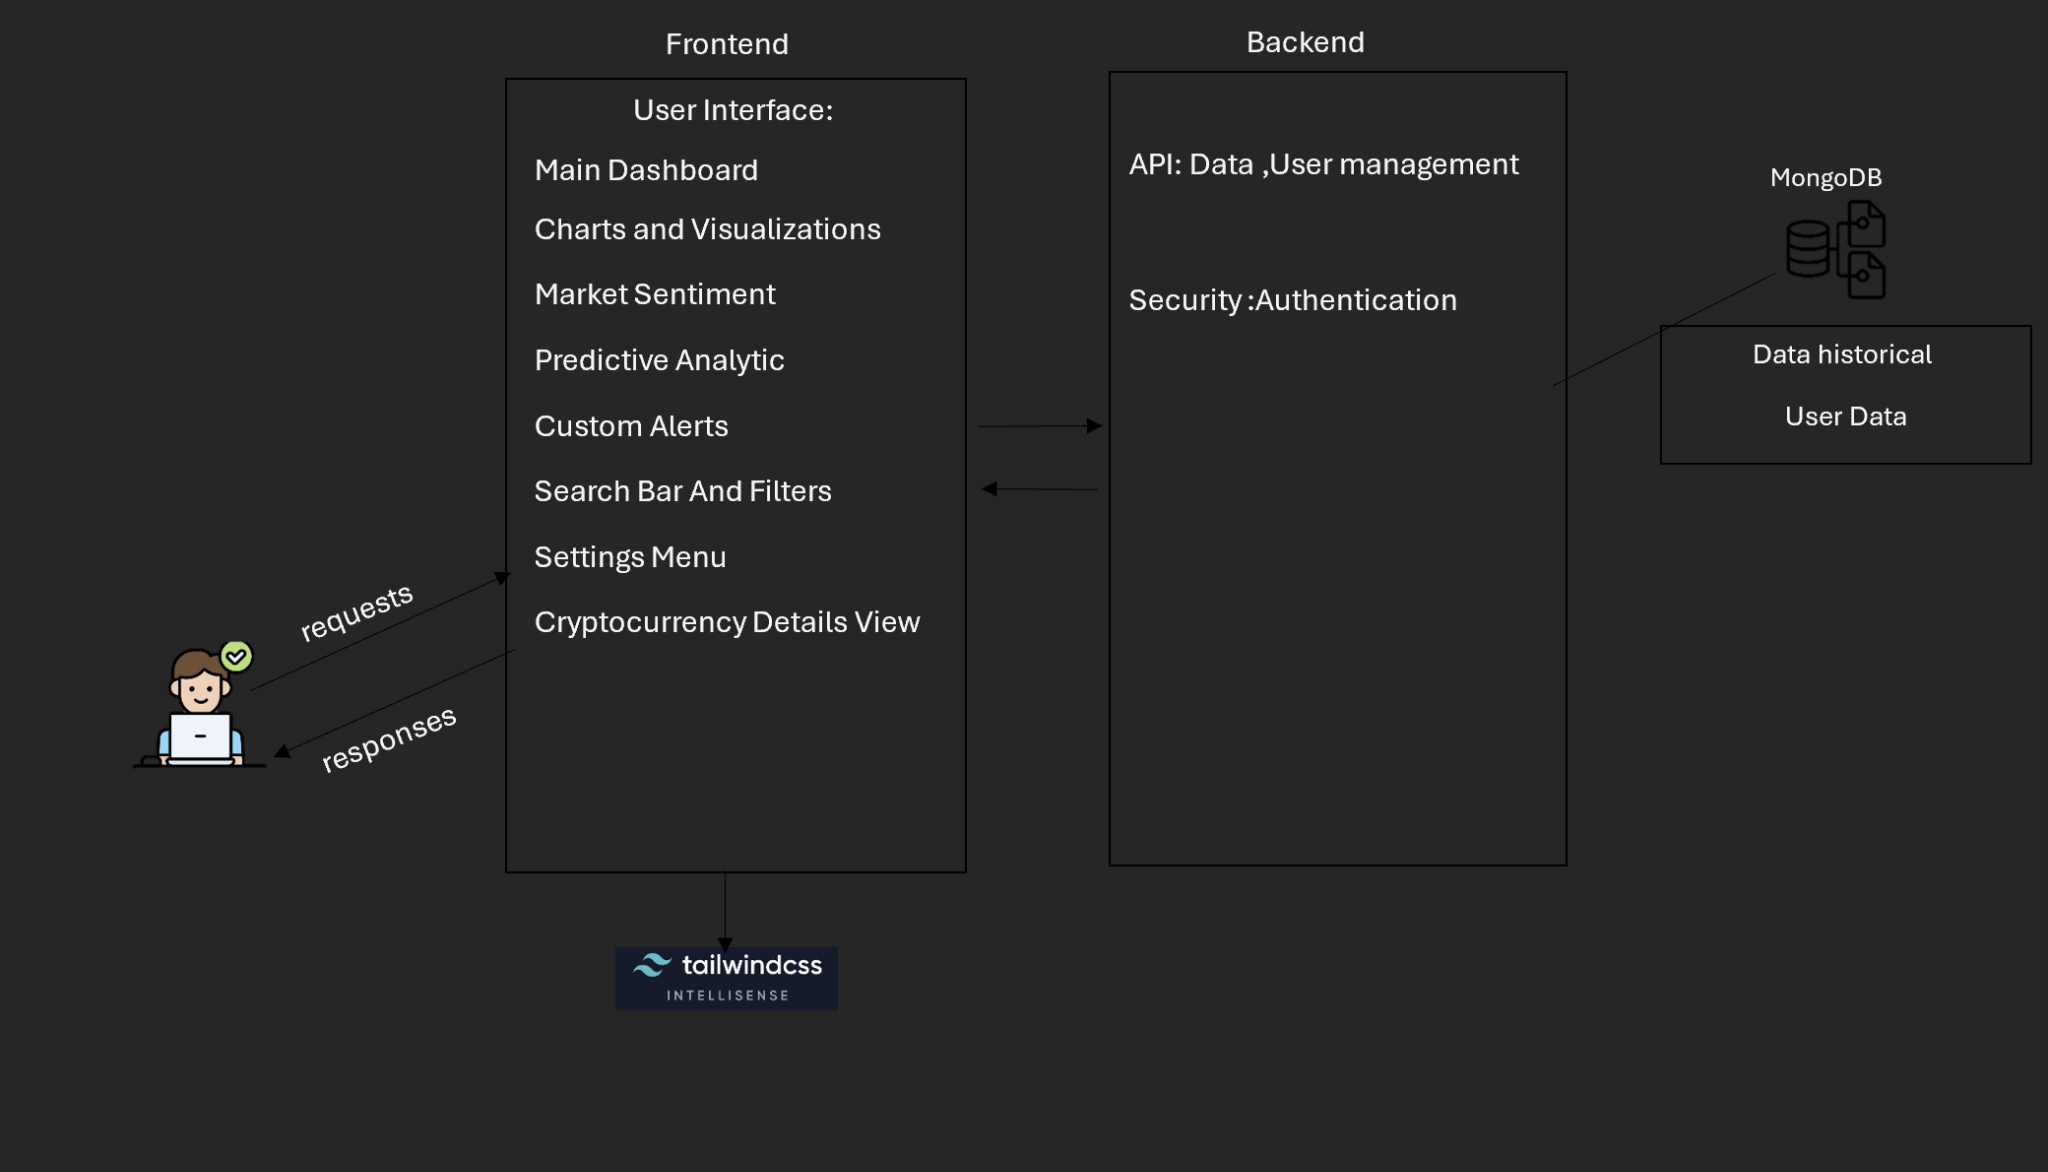 Frontend
User Interface:
Main Dashboard
Charts and Visualizations
Market Sentiment
Predictive Analytic
Custom Alerts
Search Bar And Filters
Settings Menu
Cryptocurrency Details View
Backend
API: Data ,User management
Security :Authentication
MongoDB
Data historical
User Data
requests
responses
tailwindcss
INTELLISENSE